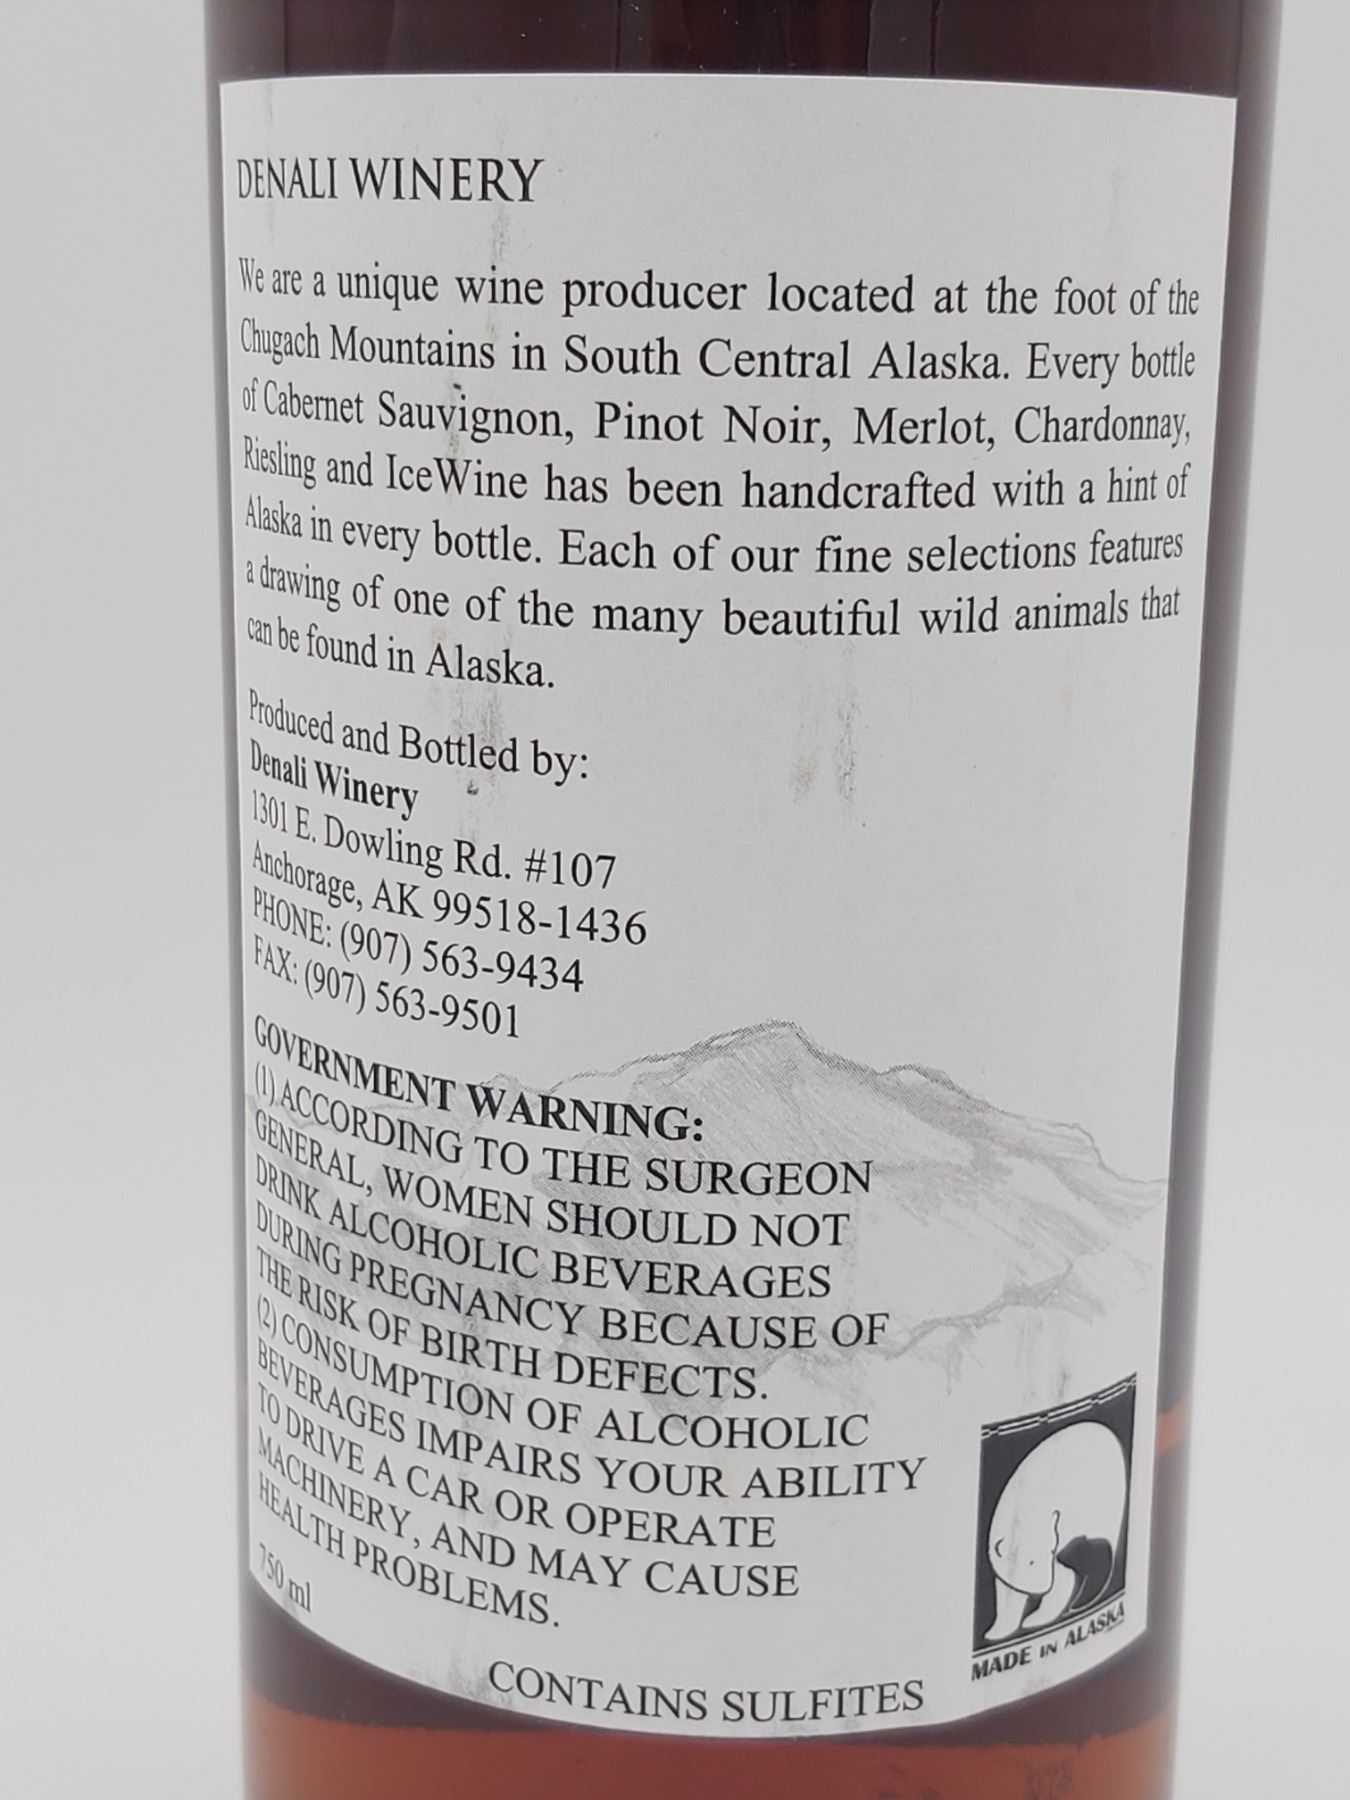 DENALI WINERY
We are a unique wine producer located at the foot of the
Chugach Mountains in South Central Alaska. Every bottle
of Cabernet Sauvignon, Pinot Noir, Merlot, Chardonnay,
Riesling and IceWine has been handcrafted with a hint of
Alaska in every bottle. Each of our fine selections features
a drawing of one of the many beautiful wild animals that
can be found in Alaska.
Produced and Bottled by:
Denali Winery
1301 E. Dowling Rd. #107
Anchorage, AK 99518-1436
PHONE: (907) 563-9434
FAX: (907) 563-9501
GOVERNMENT WARNING:
(1) ACCORDING TO THE SURGEON
GENERAL, WOMEN SHOULD NOT
DRINK ALCOHOLIC BEVERAGES
DURING PREGNANCY BECAUSE OF
THE RISK OF BIRTH DEFECTS.
(2) CONSUMPTION OF ALCOHOLIC
BEVERAGES IMPAIRS YOUR ABILITY
TO DRIVE A CAR OR OPERATE
MACHINERY, AND MAY CAUSE
HEALTH PROBLEMS.
750 ml
MADE IN ALASKA
CONTAINS SULFITES